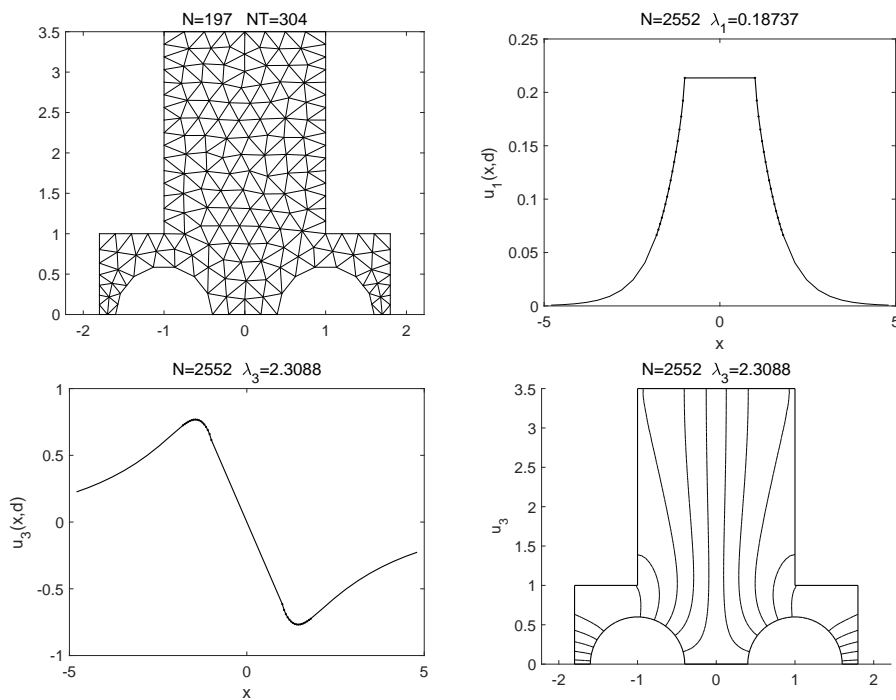 N=197 NT=304
3.5
3
2.5
2
1.5
1
0.5
0
-2 -1 0 1 2
N=2552 λ₁=0.18737
u₁(x,d)
0.25
0.2
0.15
0.1
0.05
0
-5 0 5
x
N=2552 λ₃=2.3088
u₃(x,d)
1
0.5
0
-0.5
-1
-5 0 5
x
N=2552 λ₃=2.3088
u₃
3.5
3
2.5
2
1.5
1
0.5
0
-2 -1 0 1 2